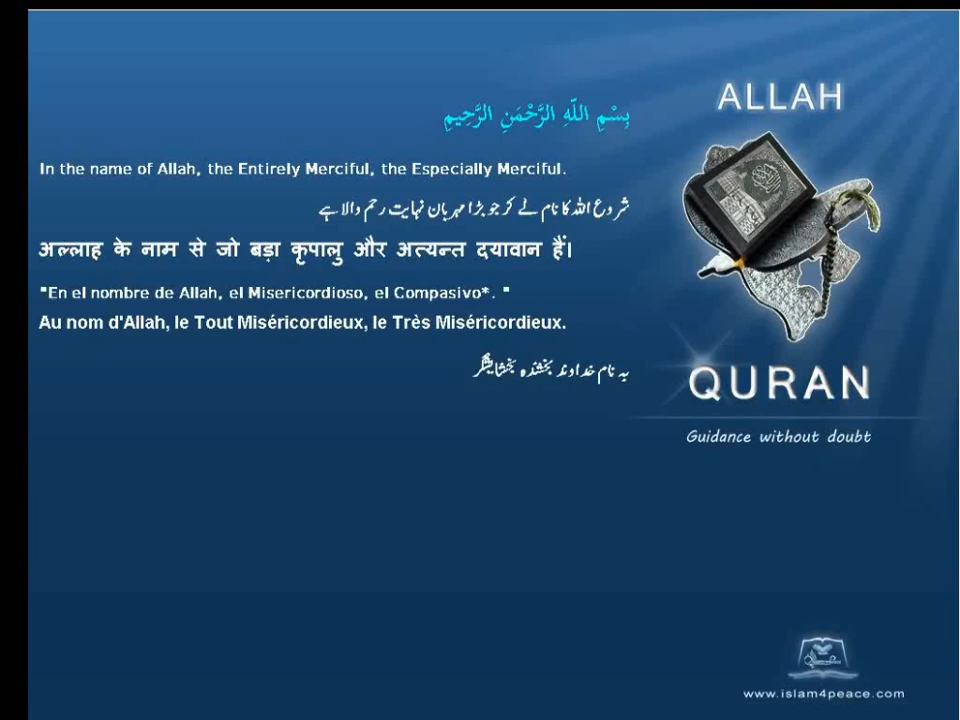 بِسْمِ اللَّهِ الرَّحْمَنِ الرَّحِيمِ
In the name of Allah, the Entirely Merciful, the Especially Merciful.
شروع الله کا نام لے کر جو بڑا مہربان نہایت رحم والا ہے
अल्लाह के नाम से जो बड़ा कृपालु और अत्यन्त दयावान हैं।
"En el nombre de Allah, el Misericordioso, el Compasivo*. "
Au nom d'Allah, le Tout Miséricordieux, le Très Miséricordieux.
به نام خداوند بخشنده بخشایشگر
ALLAH
QURAN
Guidance without doubt
www.islam4peace.com